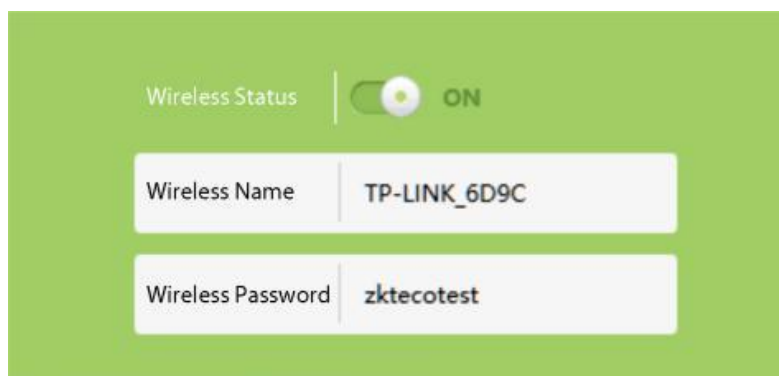 Wireless Status ON
Wireless Name TP-LINK_6D9C
Wireless Password zktecotest